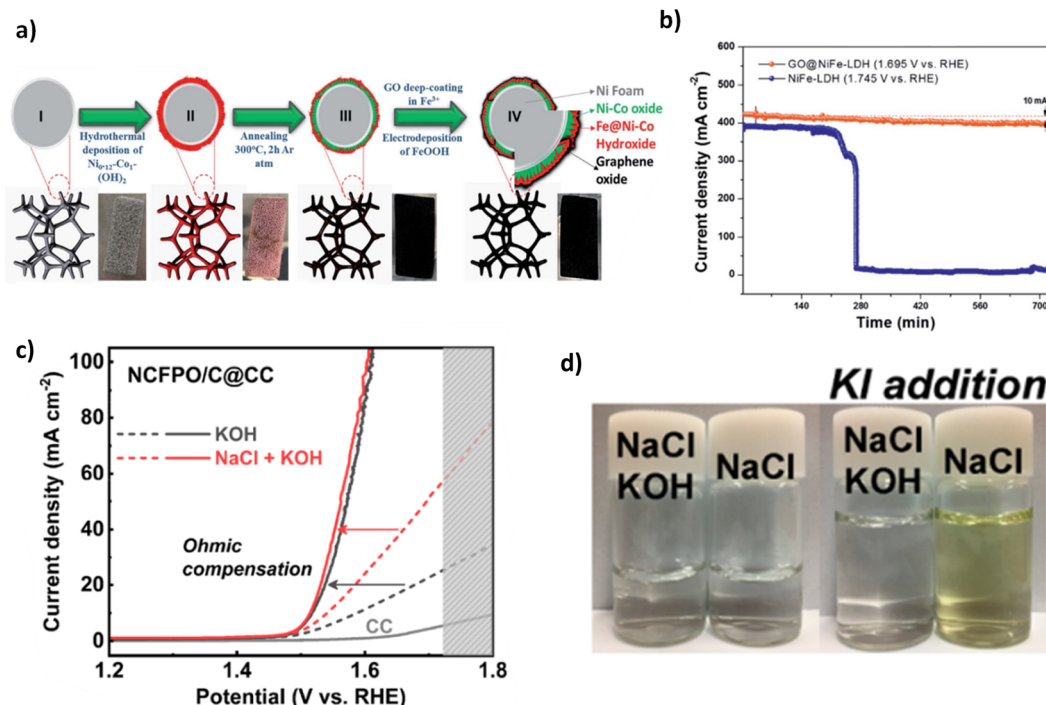 a)
I
II
III
IV
Hydrothermal
deposition of
Ni₀.₁₂-Co₁-
(OH)₂
Annealing
300ºC, 2h Ar
atm
GO deep-coating
in Fe³⁺
Electrodeposition
of FeOOH
Ni Foam
Ni-Co oxide
Fe@Ni-Co
Hydroxide
Graphene
oxide
b)
600
500
400
300
200
100
0
Current density (mA cm⁻²)
GO@NiFe-LDH (1.695 V vs. RHE)
NiFe-LDH (1.745 V vs. RHE)
10 mA
140
280
420
560
700
Time (min)
c)
100
80
60
40
20
0
Current density (mA cm⁻²)
NCFPO/C@CC
KOH
NaCl + KOH
Ohmic
compensation
CC
1.2
1.4
1.6
1.8
Potential (V vs. RHE)
d)
KI addition
NaCl
KOH
NaCl
NaCl
KOH
NaCl